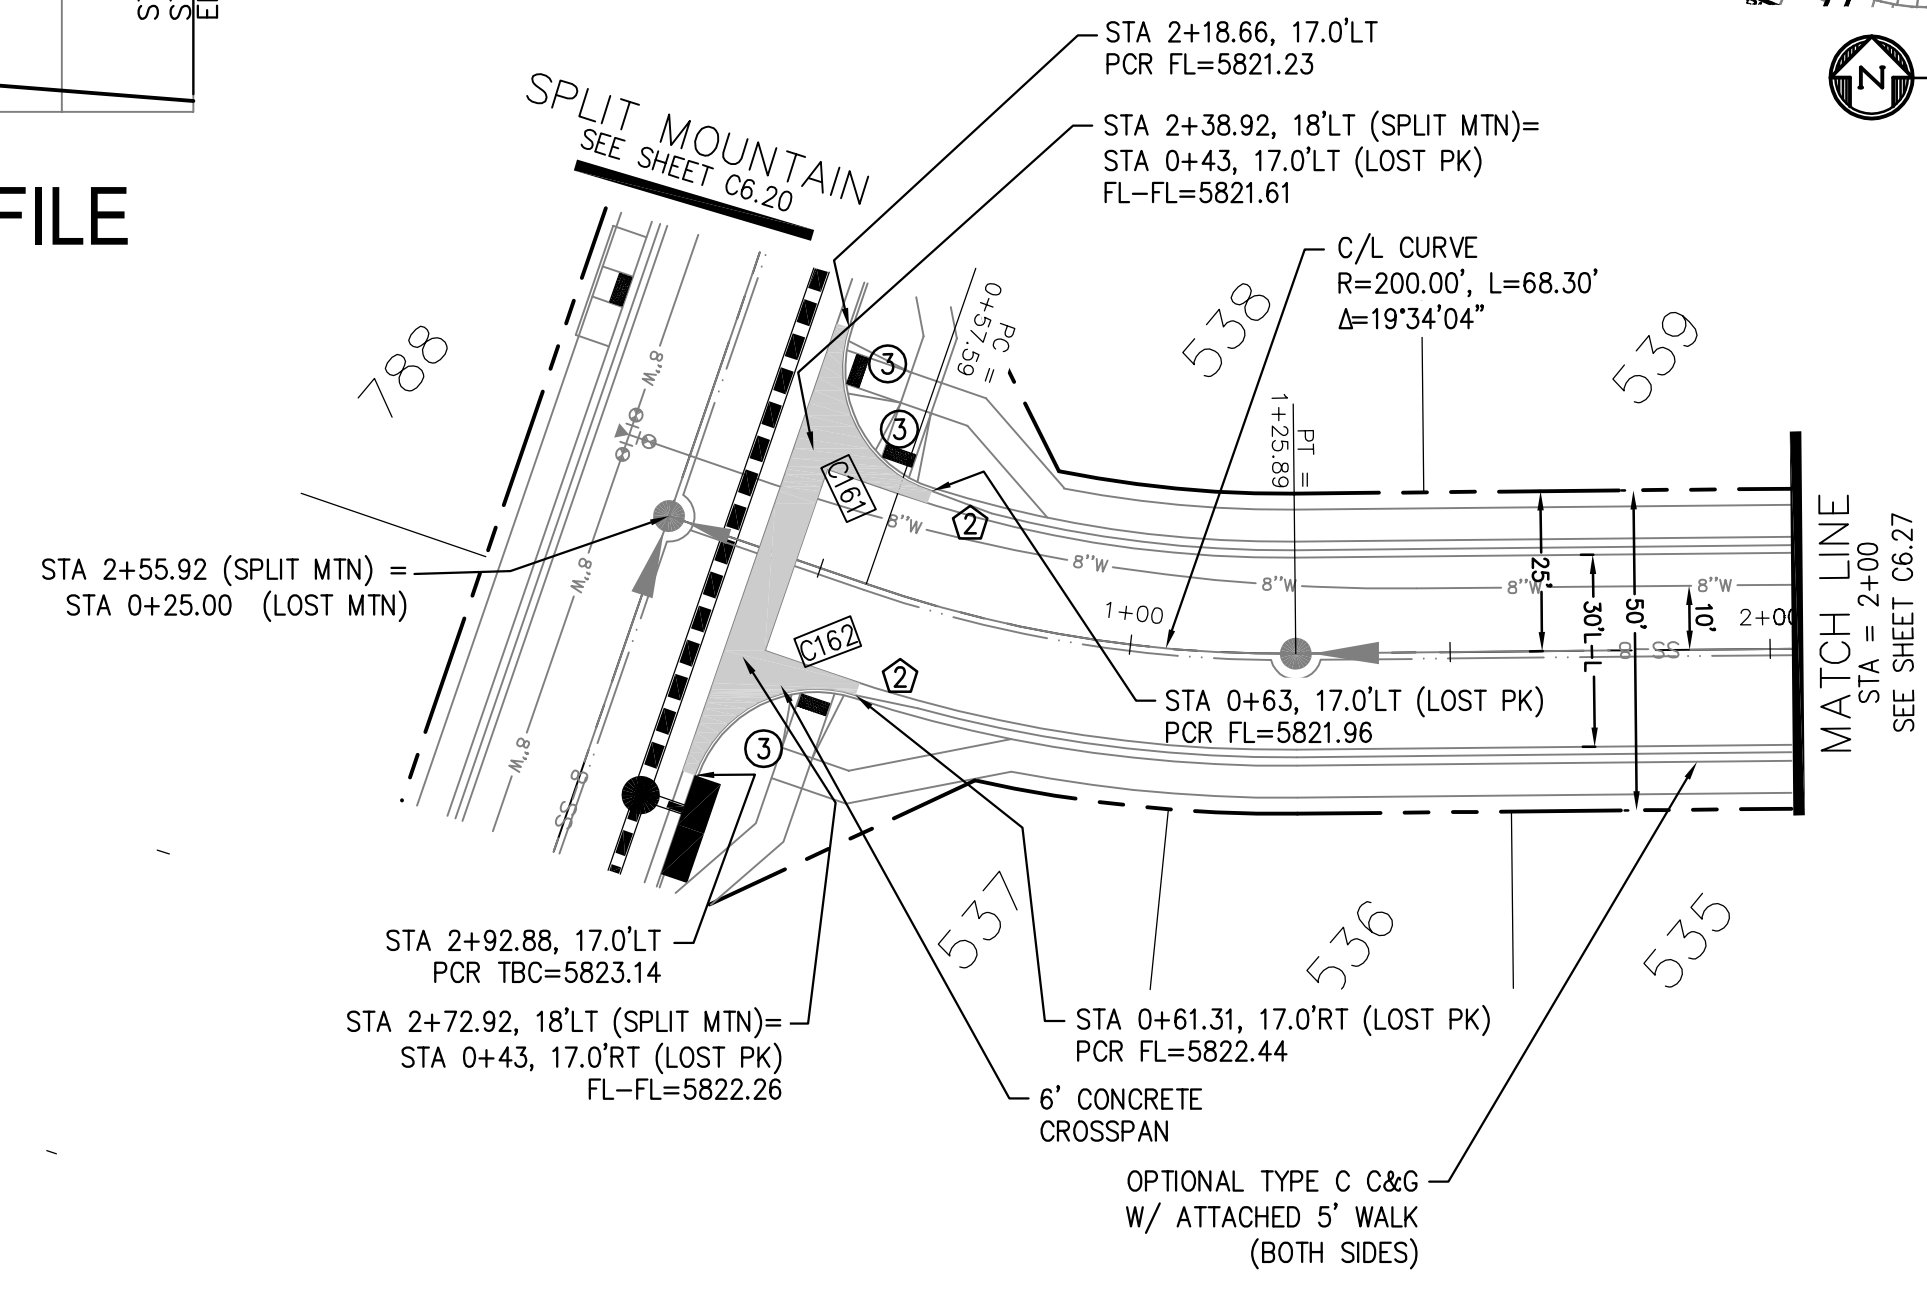 FILE
N
STA 2+18.66, 17.0'LT
PCR FL=5821.23
STA 2+38.92, 18'LT (SPLIT MTN)=
STA 0+43, 17.0'LT (LOST PK)
FL-FL=5821.61
SPLIT MOUNTAIN
SEE SHEET C6.20
C/L CURVE
R=200.00', L=68.30'
Δ=19°34'04"
788
538
539
PC =
0+57.59
PT =
1+25.89
3
3
8"W
C161
2
8"W
8"W
8"W
8"W
8"W
8"W
STA 2+55.92 (SPLIT MTN) =
STA 0+25.00 (LOST MTN)
1+00
2+00
8 SS
25'
30'L-L
50'
10'
MATCH LINE
STA = 2+00
SEE SHEET C6.27
C162
2
3
8"W
8 SS
STA 0+63, 17.0'LT (LOST PK)
PCR FL=5821.96
537
536
535
STA 2+92.88, 17.0'LT
PCR TBC=5823.14
STA 2+72.92, 18'LT (SPLIT MTN)=
STA 0+43, 17.0'RT (LOST PK)
FL-FL=5822.26
STA 0+61.31, 17.0'RT (LOST PK)
PCR FL=5822.44
6' CONCRETE
CROSSPAN
OPTIONAL TYPE C C&G
W/ ATTACHED 5' WALK
(BOTH SIDES)